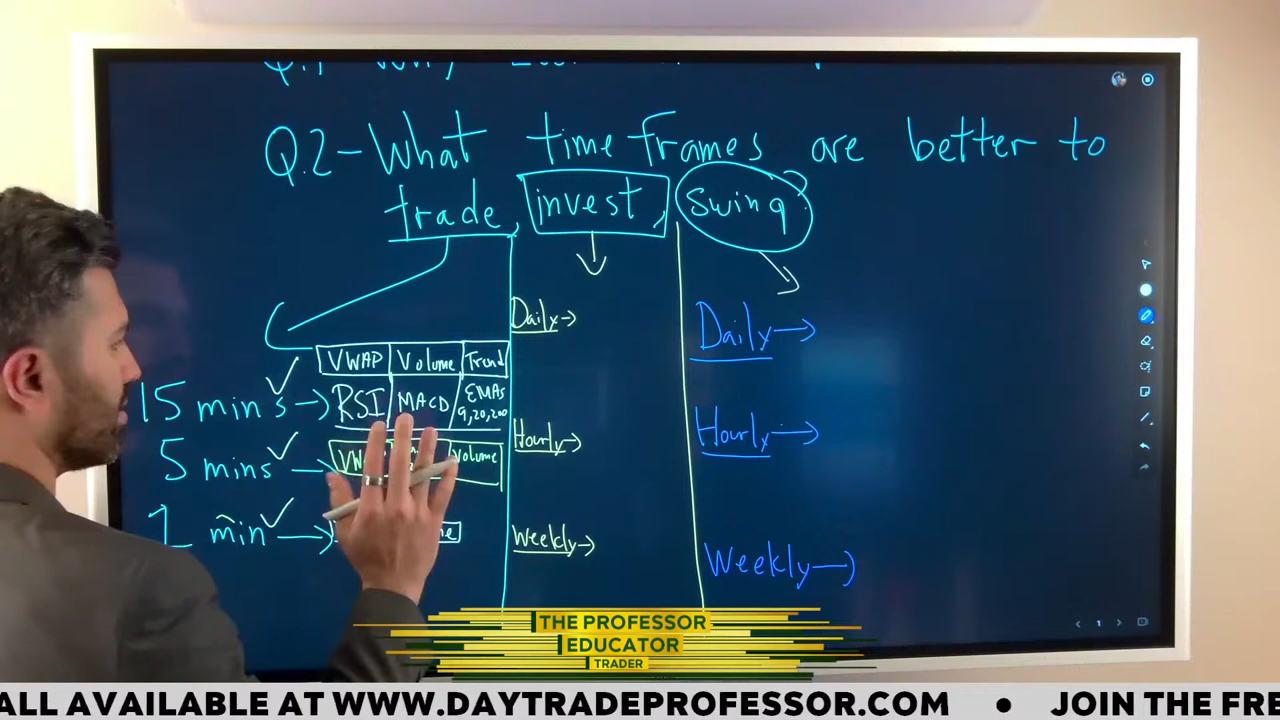 Q.2-What time frames are better to
trade, invest, swing?
Daily→
Daily→
VWAP Volume Trend
15 mins→ RSI MACD EMAs
9,20,200
Hourly→
Hourly→
5 mins→ Volume
1 min→
Weekly→
Weekly→
1
THE PROFESSOR
EDUCATOR
TRADER
ALL AVAILABLE AT WWW.DAYTRADEPROFESSOR.COM • JOIN THE FRE